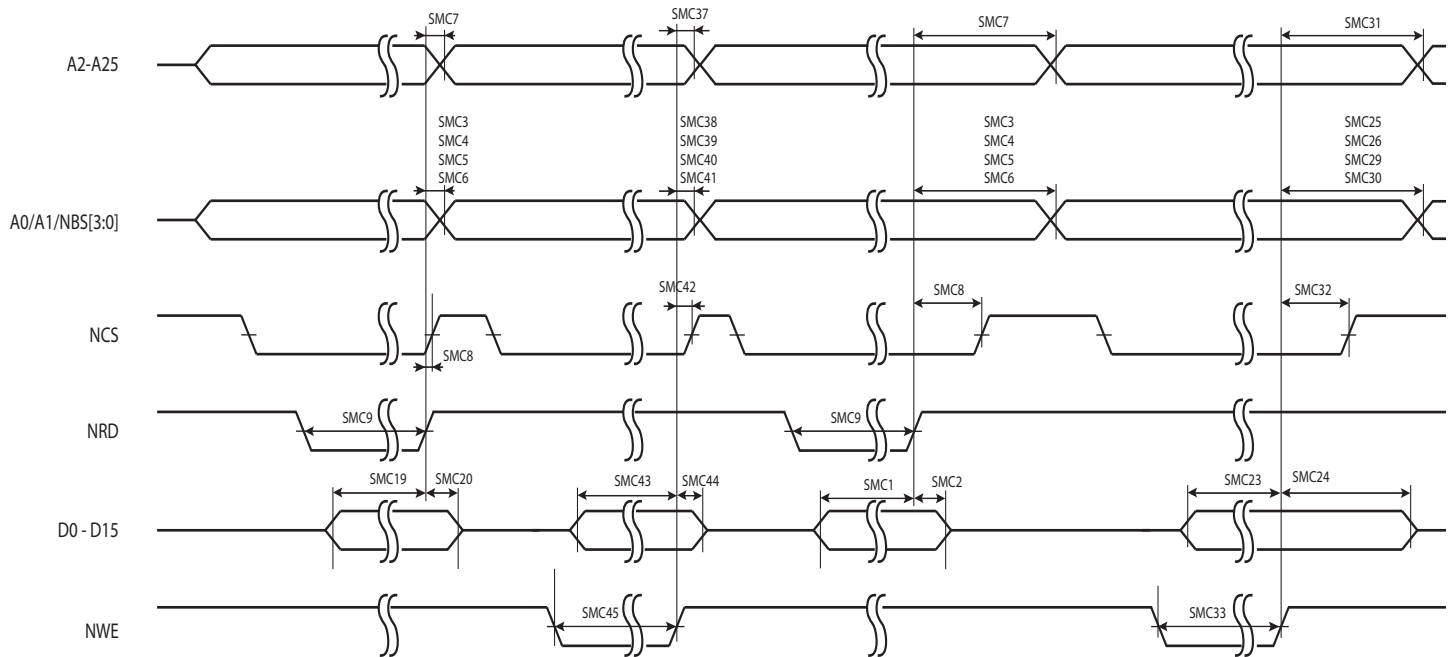 SMC7
SMC37
SMC7
SMC31
A2-A25
SMC3
SMC4
SMC5
SMC6
SMC38
SMC39
SMC40
SMC41
SMC3
SMC4
SMC5
SMC6
SMC25
SMC26
SMC29
SMC30
A0/A1/NBS[3:0]
SMC42
SMC8
SMC32
NCS
SMC8
SMC9
SMC9
NRD
SMC19
SMC20
SMC43
SMC44
SMC1
SMC2
SMC23
SMC24
D0 - D15
SMC45
SMC33
NWE